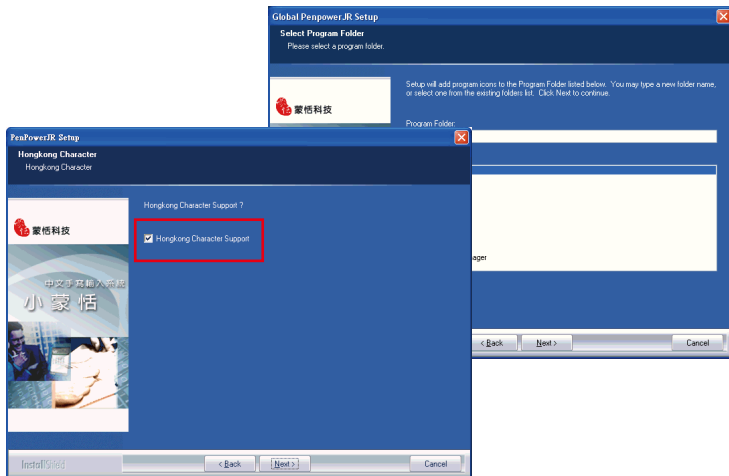 Global Penpower JR Setup
Select Program Folder
Please select a program folder.
Setup will add program icons to the Program Folder listed below. You may type a new folder name,
or select one from the existing folders list. Click Next to continue.
蒙恬科技
Program Folder:
ager
< Back
Next >
Cancel
PenPowerJR Setup
Hongkong Character
Hongkong Character
Hongkong Character Support ?
蒙恬科技
Hongkong Character Support
中文手寫輸入系統
小蒙恬
InstallShield
< Back
Next >
Cancel